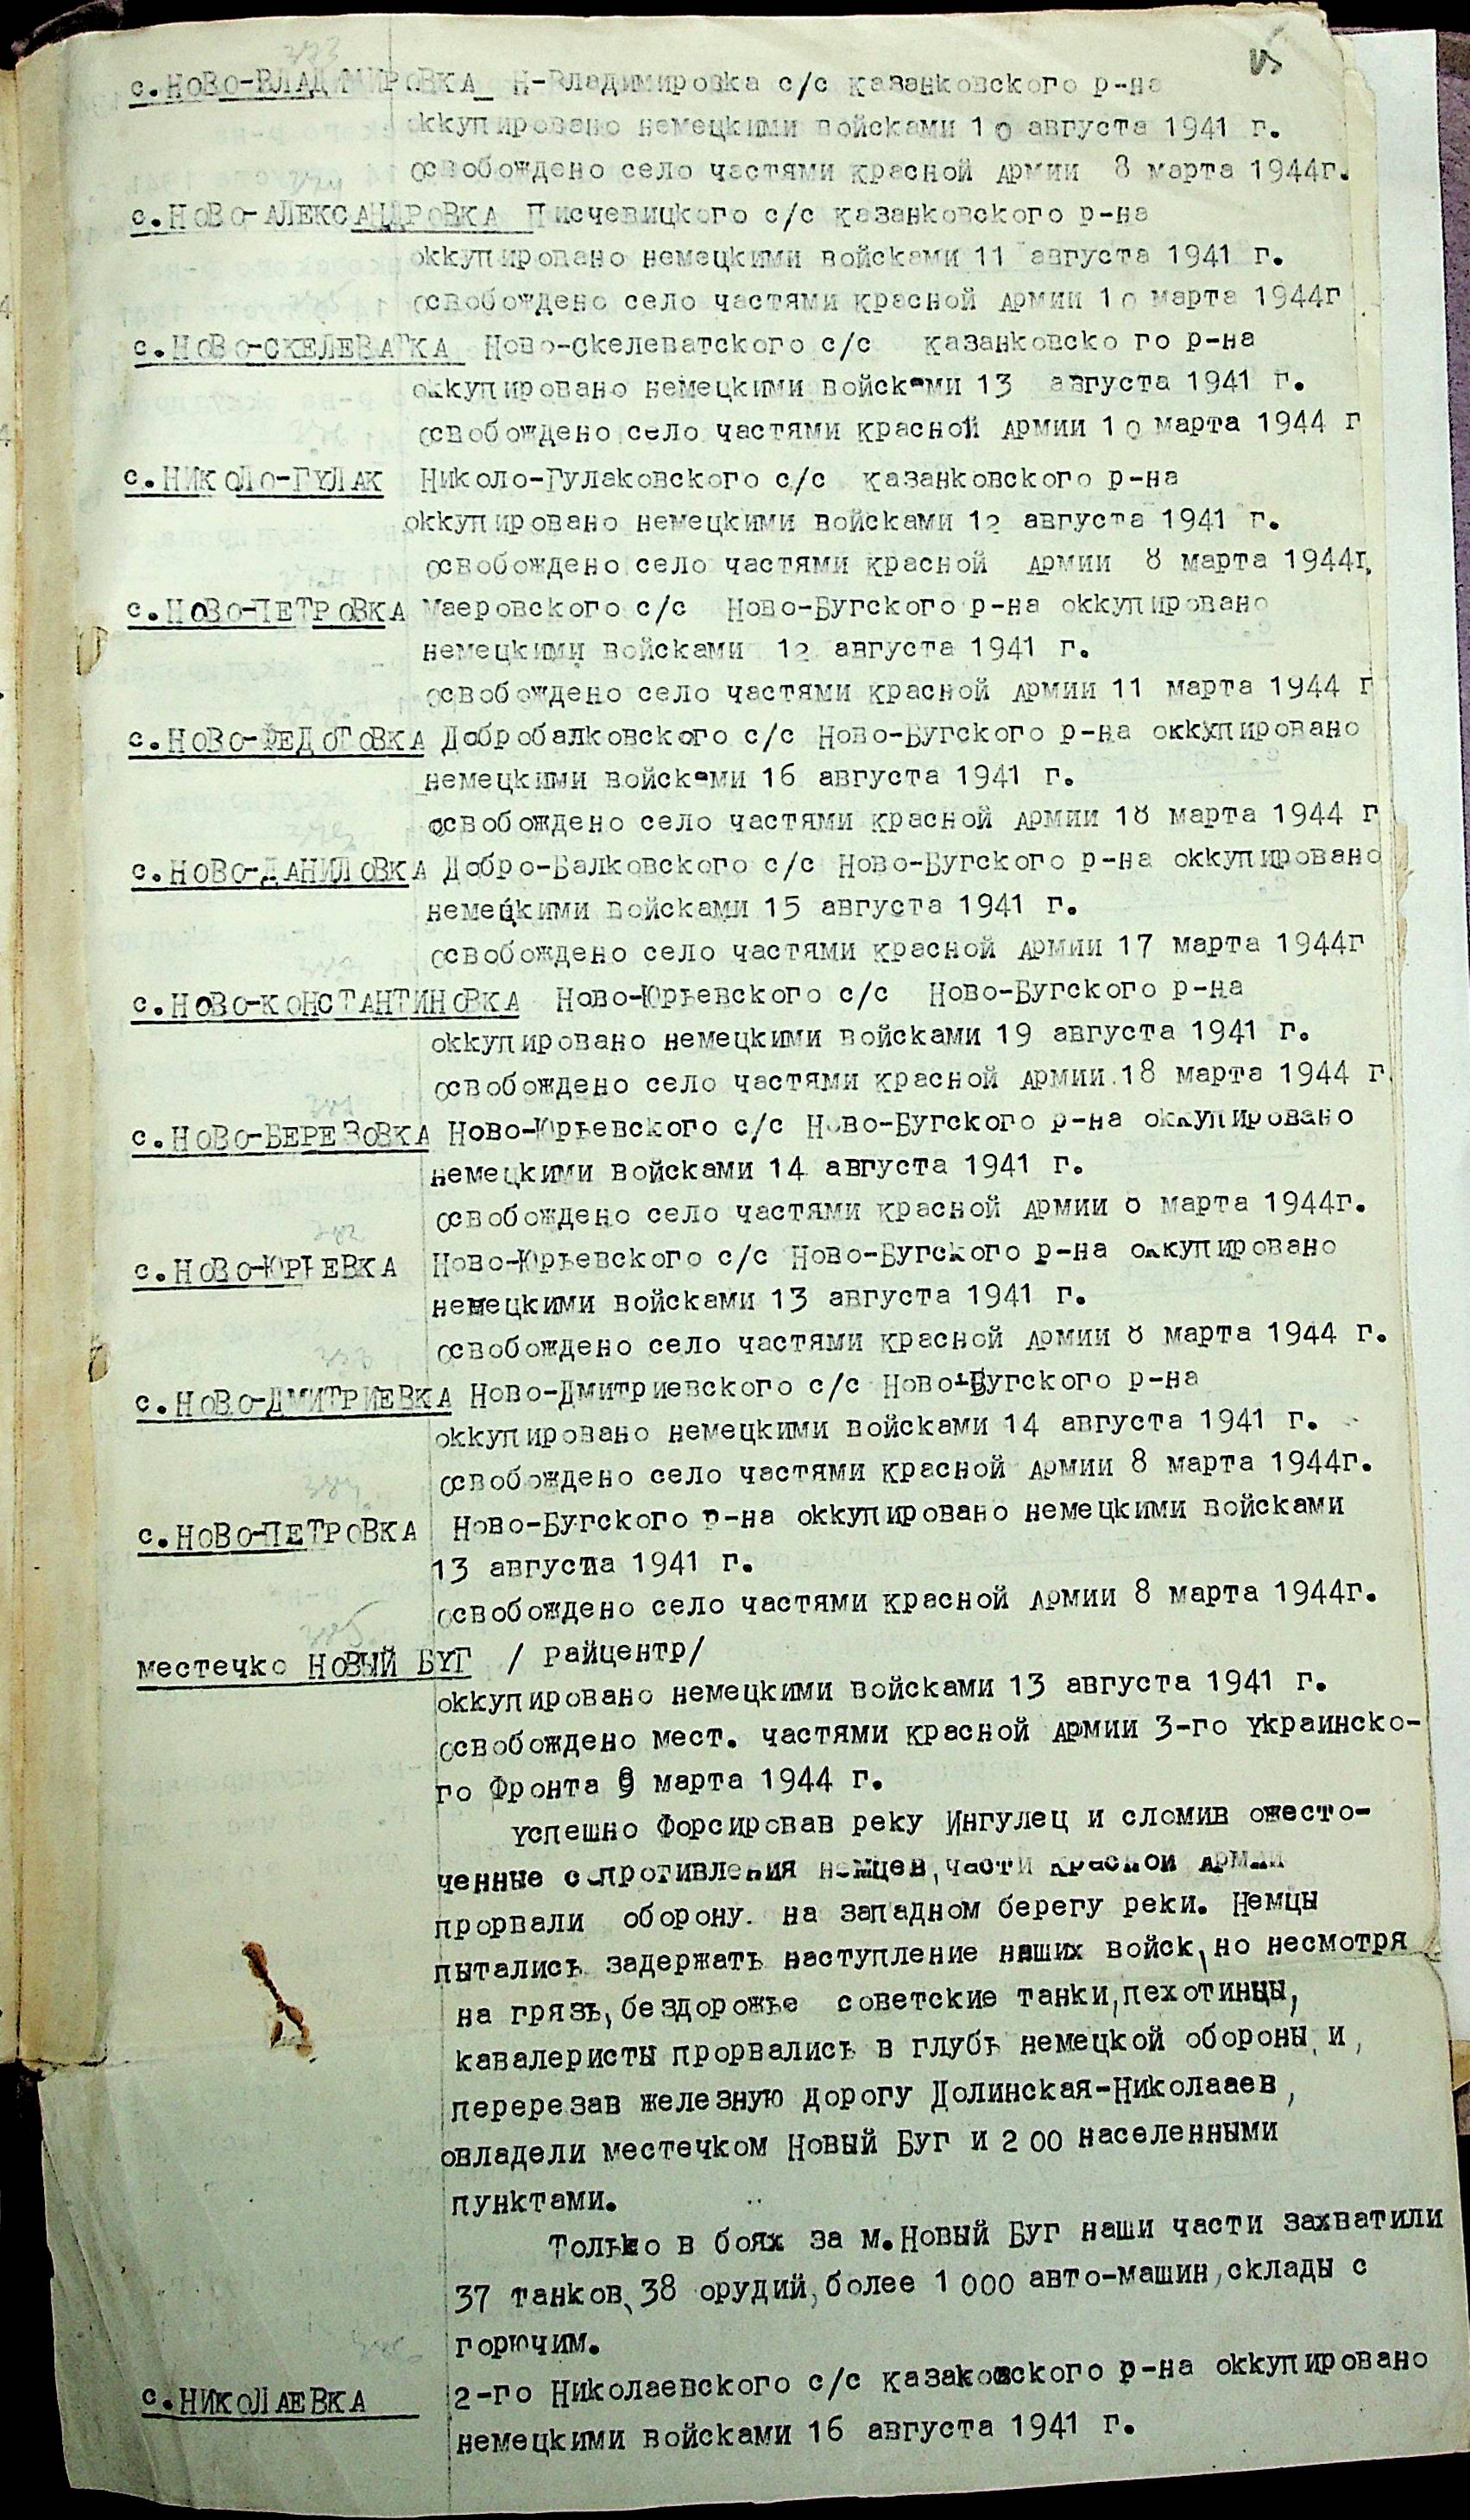 с.НОВО-ВЛАДИМИРОВКА Н-Владимировка с/с Казанковского р-на
оккупировано немецкими войсками 10 августа 1941 г.
освобождено село частями Красной Армии 8 марта 1944г.
с.НОВО-АЛЕКСАНДРОВКА Писчевицкого с/с Казанковского р-на
оккупировано немецкими войсками 11 августа 1941 г.
освобождено село частями Красной Армии 10 марта 1944г
с.НОВО-СКЕЛЕВАТКА Ново-Скелеватского с/с Казанковско го р-на
оккупировано немецкими войсками 13 августа 1941 г.
освобождено село частями Красной Армии 10 марта 1944 г
с.НИКОЛО-ГУЛАК Николо-Гулаковского с/с Казанковского р-на
оккупировано немецкими войсками 12 августа 1941 г.
освобождено село частями Красной Армии 8 марта 1944г.
с.НОВО-ПЕТРОВКА Маеровского с/с Ново-Бугского р-на оккупировано
немецкими войсками 12 августа 1941 г.
освобождено село частями Красной Армии 11 марта 1944 г
с.НОВО-ФЕДОТОВКА Добробалковского с/с Ново-Бугского р-на оккупировано
немецкими войсками 16 августа 1941 г.
освобождено село частями Красной Армии 18 марта 1944 г
с.НОВО-ДАНИЛОВКА Добро-Балковского с/с Ново-Бугского р-на оккупировано
немецкими войсками 15 августа 1941 г.
освобождено село частями Красной Армии 17 марта 1944г
с.НОВО-КОНСТАНТИНОВКА Ново-Юрьевского с/с Ново-Бугского р-на
оккупировано немецкими войсками 19 августа 1941 г.
освобождено село частями Красной Армии 18 марта 1944 г.
с.НОВО-БЕРЕЗОВКА Ново-Юрьевского с/с Ново-Бугского р-на оккупировано
немецкими войсками 14 августа 1941 г.
освобождено село частями Красной Армии 8 марта 1944г.
с.НОВО-ЮРЬЕВКА Ново-Юрьевского с/с Ново-Бугского р-на оккупировано
немецкими войсками 13 августа 1941 г.
освобождено село частями Красной Армии 8 марта 1944 г.
с.НОВО-ДМИТРИЕВКА Ново-Дмитриевского с/с Ново-Бугского р-на
оккупировано немецкими войсками 14 августа 1941 г.
освобождено село частями Красной Армии 8 марта 1944г.
с.НОВО-ПЕТРОВКА Ново-Бугского р-на оккупировано немецкими войсками
13 августа 1941 г.
освобождено село частями Красной Армии 8 марта 1944г.
местечко НОВЫЙ БУГ / Райцентр/
оккупировано немецкими войсками 13 августа 1941 г.
освобождено мест. частями Красной Армии 3-го Украинско-
го Фронта марта 1944 г.
Успешно Форсировав реку Ингулец и сломив ожесто-
ченные сопротивления немцев, части Красной Армии
прорвали оборону. на западном берегу реки. Немцы
пытались задержать наступление наших войск, но несмотря
на грязь, бездорожье советские танки, пехотинцы,
кавалеристы прорвались в глубь немецкой обороны и,
перерезав железную дорогу Долинская-Николааев,
овладели местечком Новый Буг и 200 населенными
пунктами.
Только в боях за м.Новый Буг наши части захватили
37 танков, 38 орудий, более 1000 авто-машин, склады с
горючим.
с.НИКОЛАЕВКА 2-го Николаевского с/с Казаковского р-на оккупировано
немецкими войсками 16 августа 1941 г.